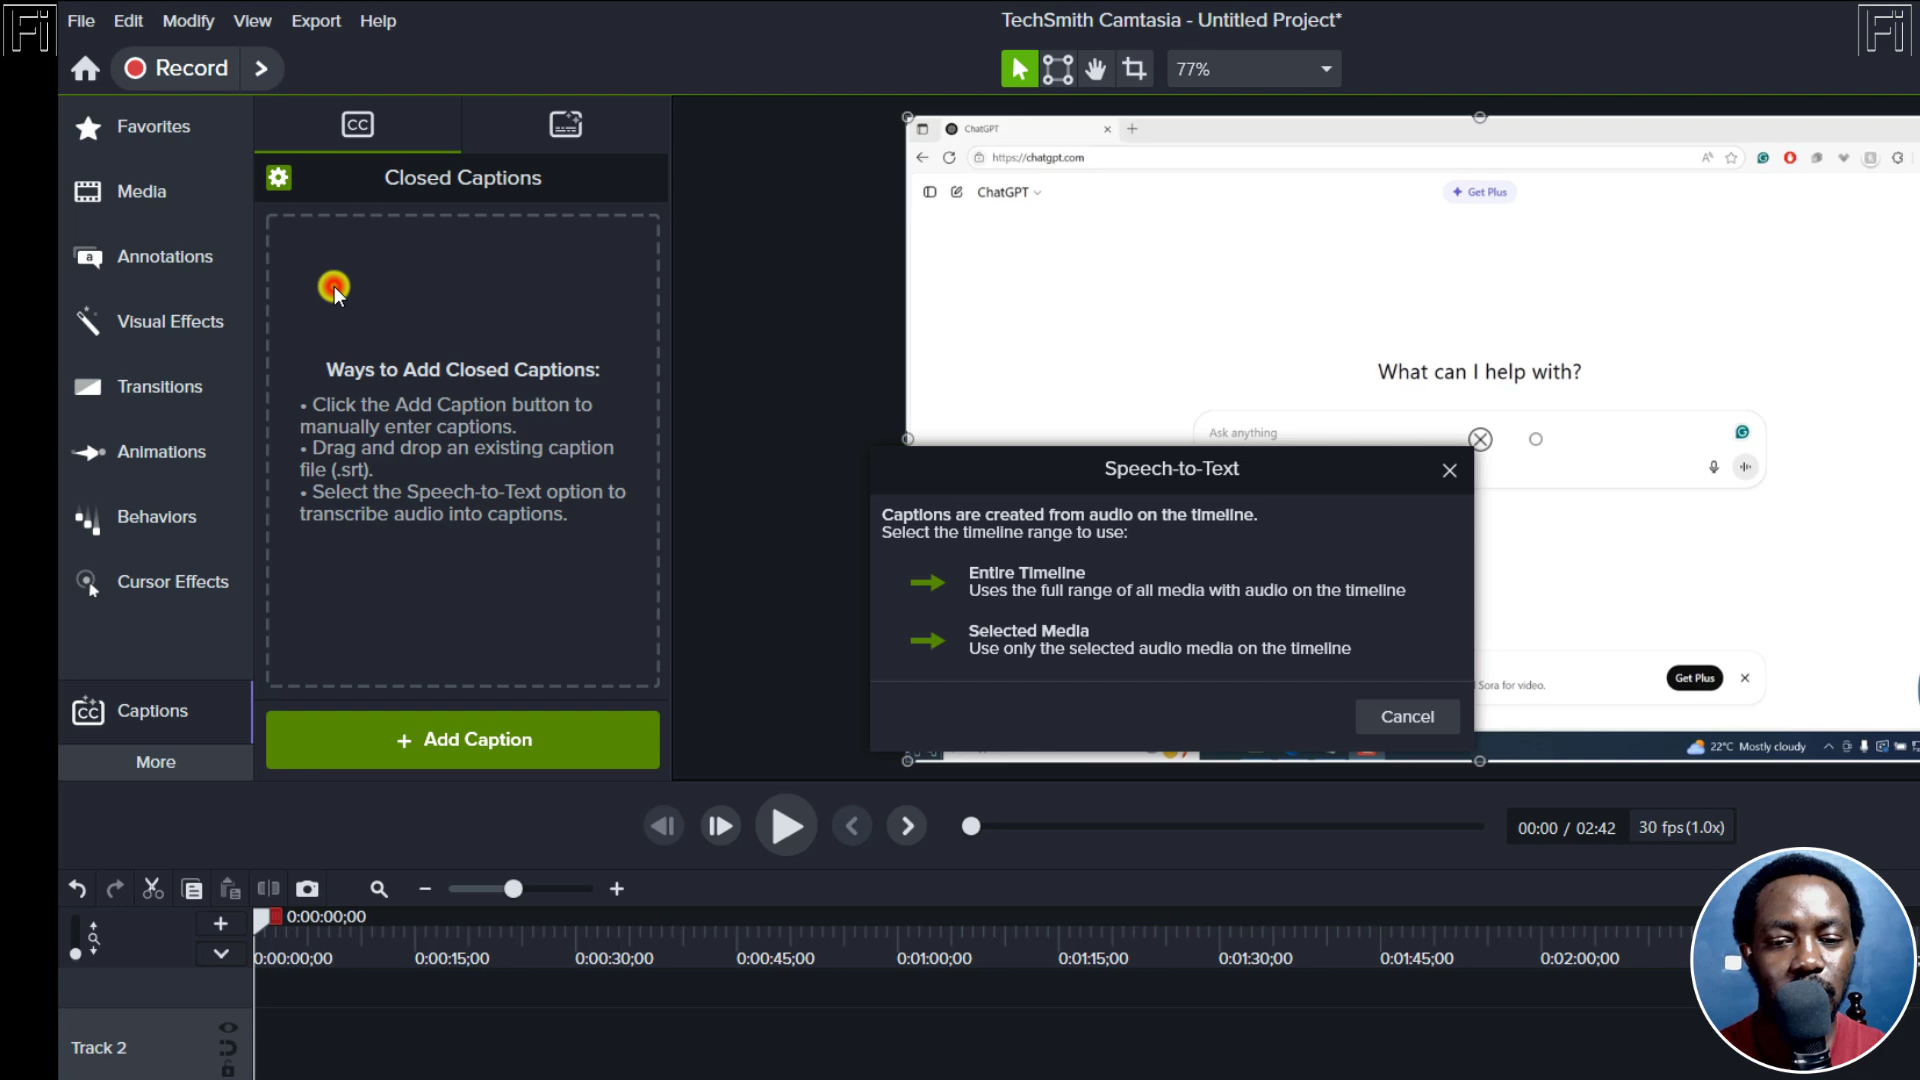 Fi
File Edit Modify View Export Help
TechSmith Camtasia - Untitled Project*
Fi
Record
77%
Favorites
Media
Annotations
a
Visual Effects
Transitions
Animations
Behaviors
Cursor Effects
CC
Captions
More
CC
Closed Captions
Ways to Add Closed Captions:
• Click the Add Caption button to
manually enter captions.
• Drag and drop an existing caption
file (.srt).
• Select the Speech-to-Text option to
transcribe audio into captions.
+ Add Caption
ChatGPT
https://chatgpt.com
ChatGPT
Get Plus
What can I help with?
Ask anything
Sora for video.
Get Plus
22°C Mostly cloudy
Speech-to-Text
Captions are created from audio on the timeline.
Select the timeline range to use:
Entire Timeline
Uses the full range of all media with audio on the timeline
Selected Media
Use only the selected audio media on the timeline
Cancel
00:00 / 02:42 30 fps(1.0x)
0:00:00;00
0:00:00;00 0:00:15;00 0:00:30;00 0:00:45;00 0:01:00;00 0:01:15;00 0:01:30;00 0:01:45;00 0:02:00;00
Track 2